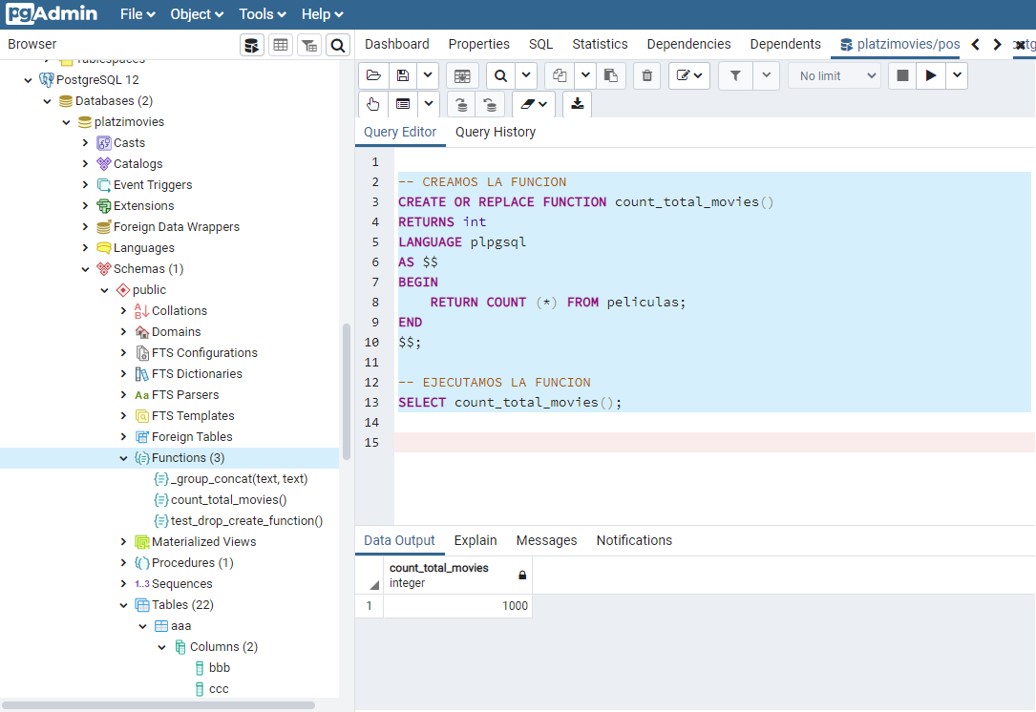 pgAdmin File Object Tools Help
Browser
Dashboard Properties SQL Statistics Dependencies Dependents platzimovies/pos
Tablespaces
PostgreSQL 12
Databases (2)
platzimovies
Casts
Catalogs
Event Triggers
Extensions
Foreign Data Wrappers
Languages
Schemas (1)
public
Collations
Domains
FTS Configurations
FTS Dictionaries
Aa FTS Parsers
FTS Templates
Foreign Tables
Functions (3)
_group_concat(text, text)
count_total_movies()
test_drop_create_function()
Materialized Views
Procedures (1)
1..3 Sequences
Tables (22)
aaa
Columns (2)
bbb
ccc
No limit
Query Editor Query History
1
2 -- CREAMOS LA FUNCION
3 CREATE OR REPLACE FUNCTION count_total_movies()
4 RETURNS int
5 LANGUAGE plpgsql
6 AS $$
7 BEGIN
8 RETURN COUNT (*) FROM peliculas;
9 END
10 $$;
11
12 -- EJECUTAMOS LA FUNCION
13 SELECT count_total_movies();
14
15
Data Output Explain Messages Notifications
count_total_movies
integer
1 1000